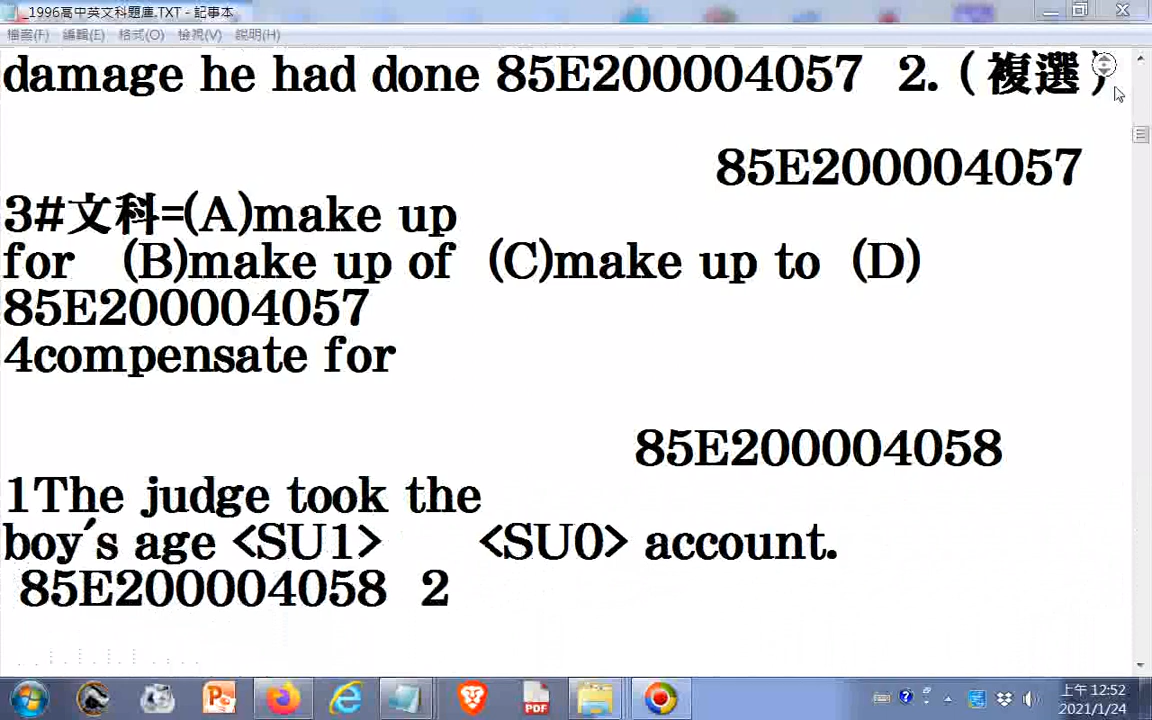 _1996高中英文科題庫.TXT - 記事本
檔案(F) 編輯(E) 格式(O) 檢視(V) 說明(H)
damage he had done 85E200004057 2. ( 複選 )
85E200004057
3#文科=(A)make up
for (B)make up of (C)make up to (D)
85E200004057
4compensate for
85E200004058
1The judge took the
boy′s age <SU1> <SU0> account.
85E200004058 2
PDF
上午 12:52
2021/1/24